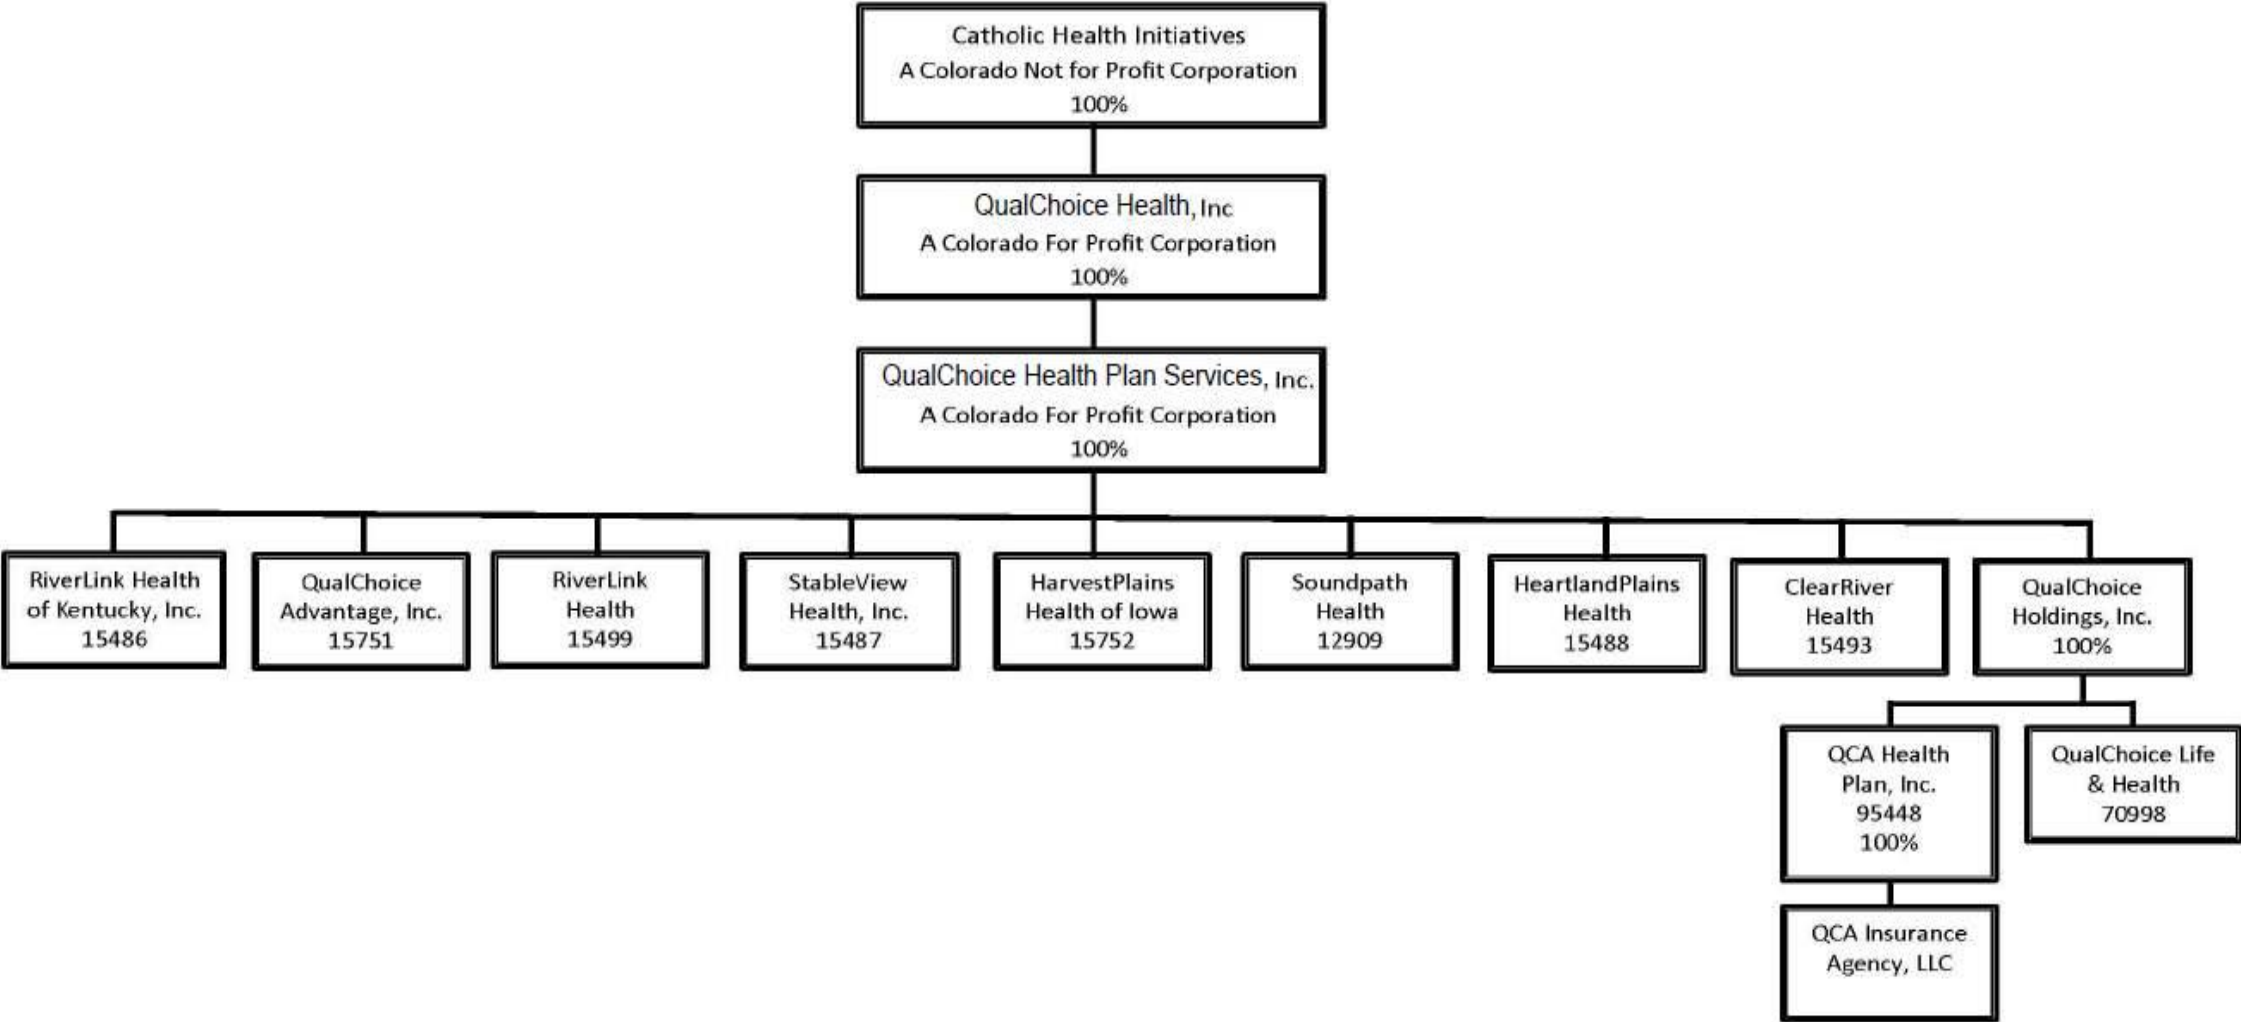 Catholic Health Initiatives
A Colorado Not for Profit Corporation
100%
QualChoice Health, Inc
A Colorado For Profit Corporation
100%
QualChoice Health Plan Services, Inc.
A Colorado For Profit Corporation
100%
RiverLink Health
of Kentucky, Inc.
15486
QualChoice
Advantage, Inc.
15751
RiverLink
Health
15499
StableView
Health, Inc.
15487
HarvestPlains
Health of Iowa
15752
Soundpath
Health
12909
HeartlandPlains
Health
15488
ClearRiver
Health
15493
QualChoice
Holdings, Inc.
100%
QCA Health
Plan, Inc.
95448
100%
QualChoice Life
& Health
70998
QCA Insurance
Agency, LLC